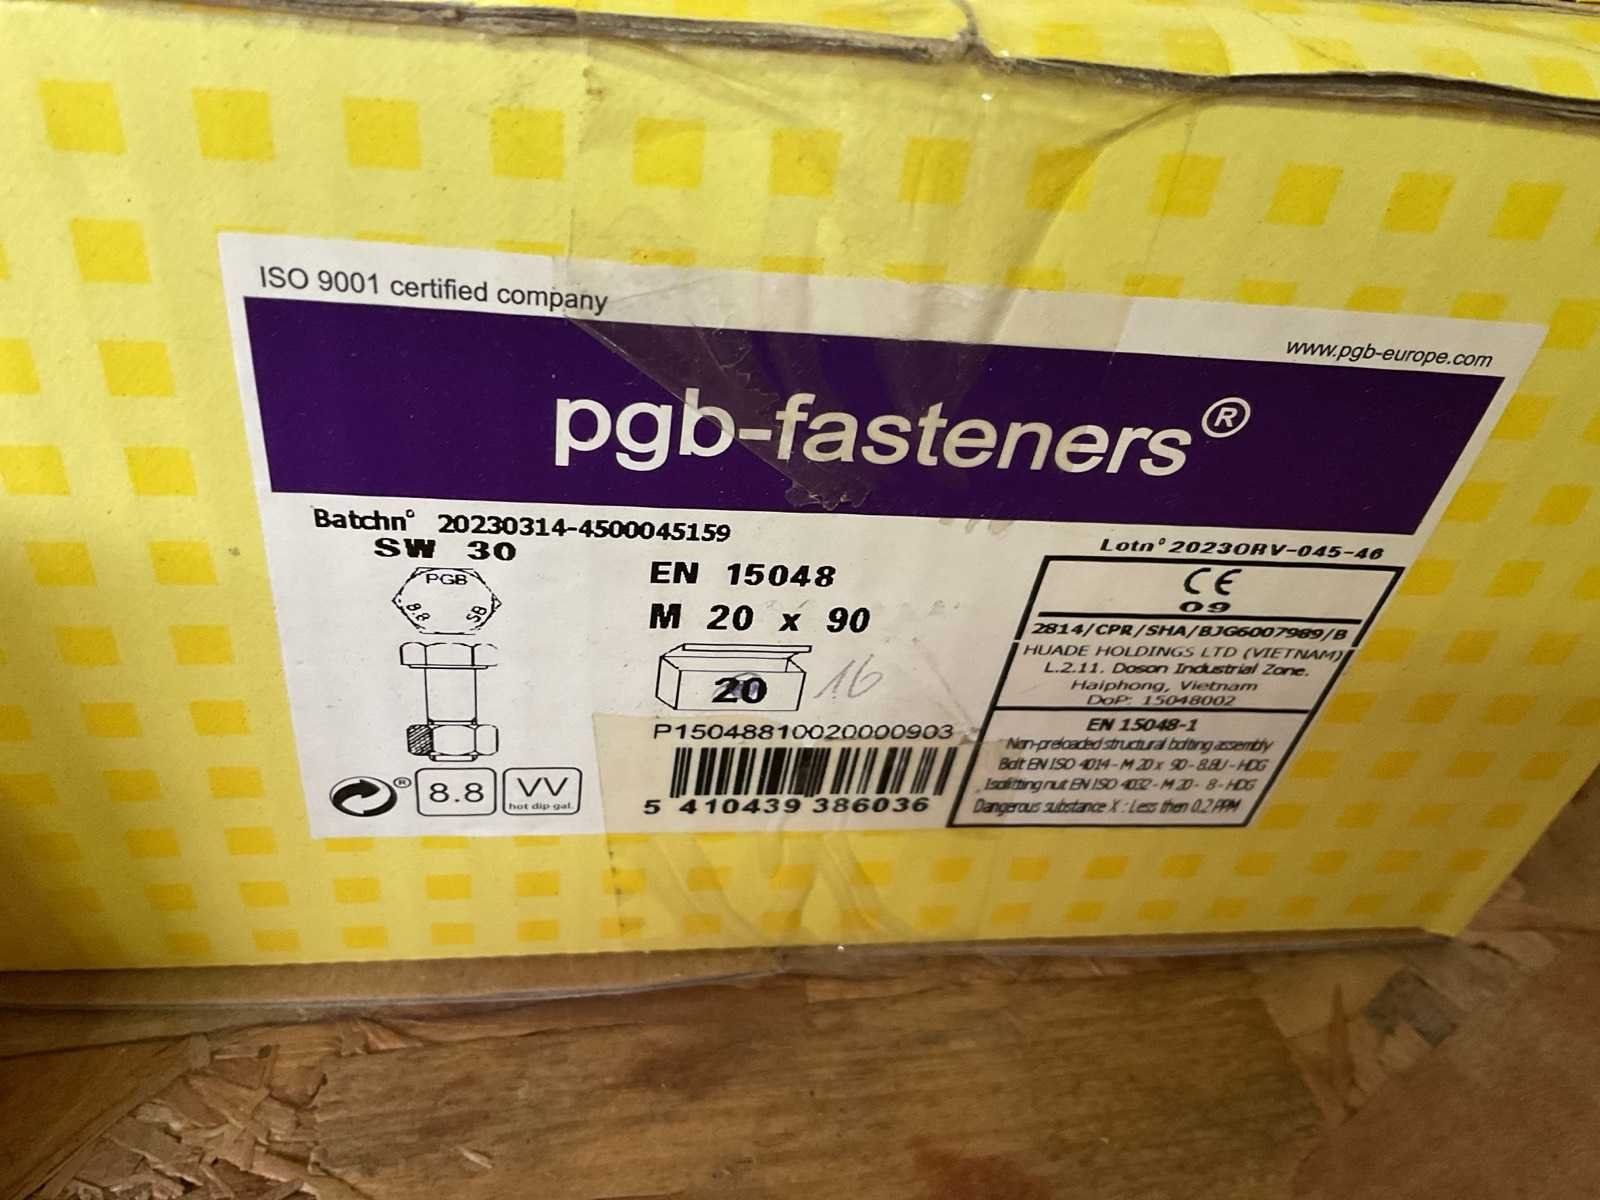 ISO 9001 certified company
www.pgb-europe.com
pgb-fasteners®
Batchn° 20230314-4500045159
SW 30
PGB
8.8 SB
EN 15048
M 20 x 90
20 16
P15048810020000903
5 410439 386036
® 8.8 VV
hot dip gal.
Lotn° 2023ORV-045-46
CE
09
2814/CPR/SHA/BJG6007989/B
HUADE HOLDINGS LTD (VIETNAM)
L.2.11. Doson Industrial Zone.
Haiphong, Vietnam
DoP: 15048002
EN 15048-1
Non-preloaded structural bolting assembly
Bolt EN ISO 4014 - M 20 x 90 - 8.8U - HDG
Isofitting nut EN ISO 4032 - M 20 - 8 - HDG
Dangerous substance X : Less then 0.2 PPM